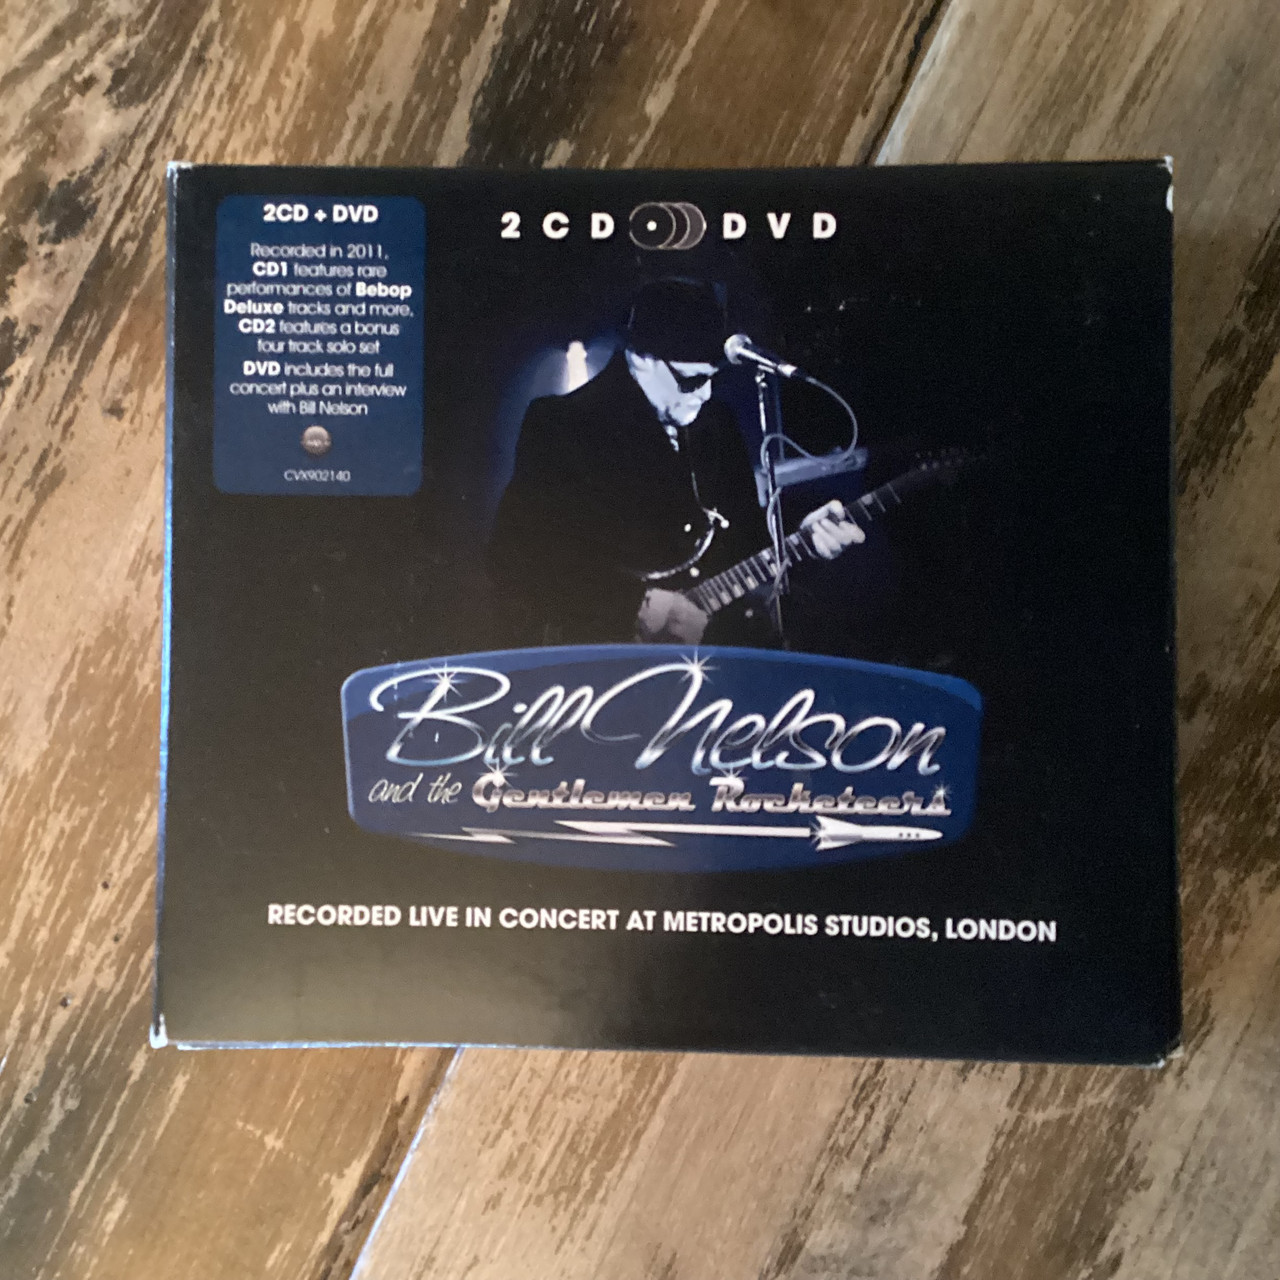 2CD + DVD
Recorded in 2011,
CD1 features rare
performances of Bebop
Deluxe tracks and more,
CD2 features a bonus
four track solo set
DVD includes the full
concert plus an interview
with Bill Nelson
CVX902140
2CD DVD
Bill Nelson
and the Gentlemen Rocketeers
RECORDED LIVE IN CONCERT AT METROPOLIS STUDIOS, LONDON